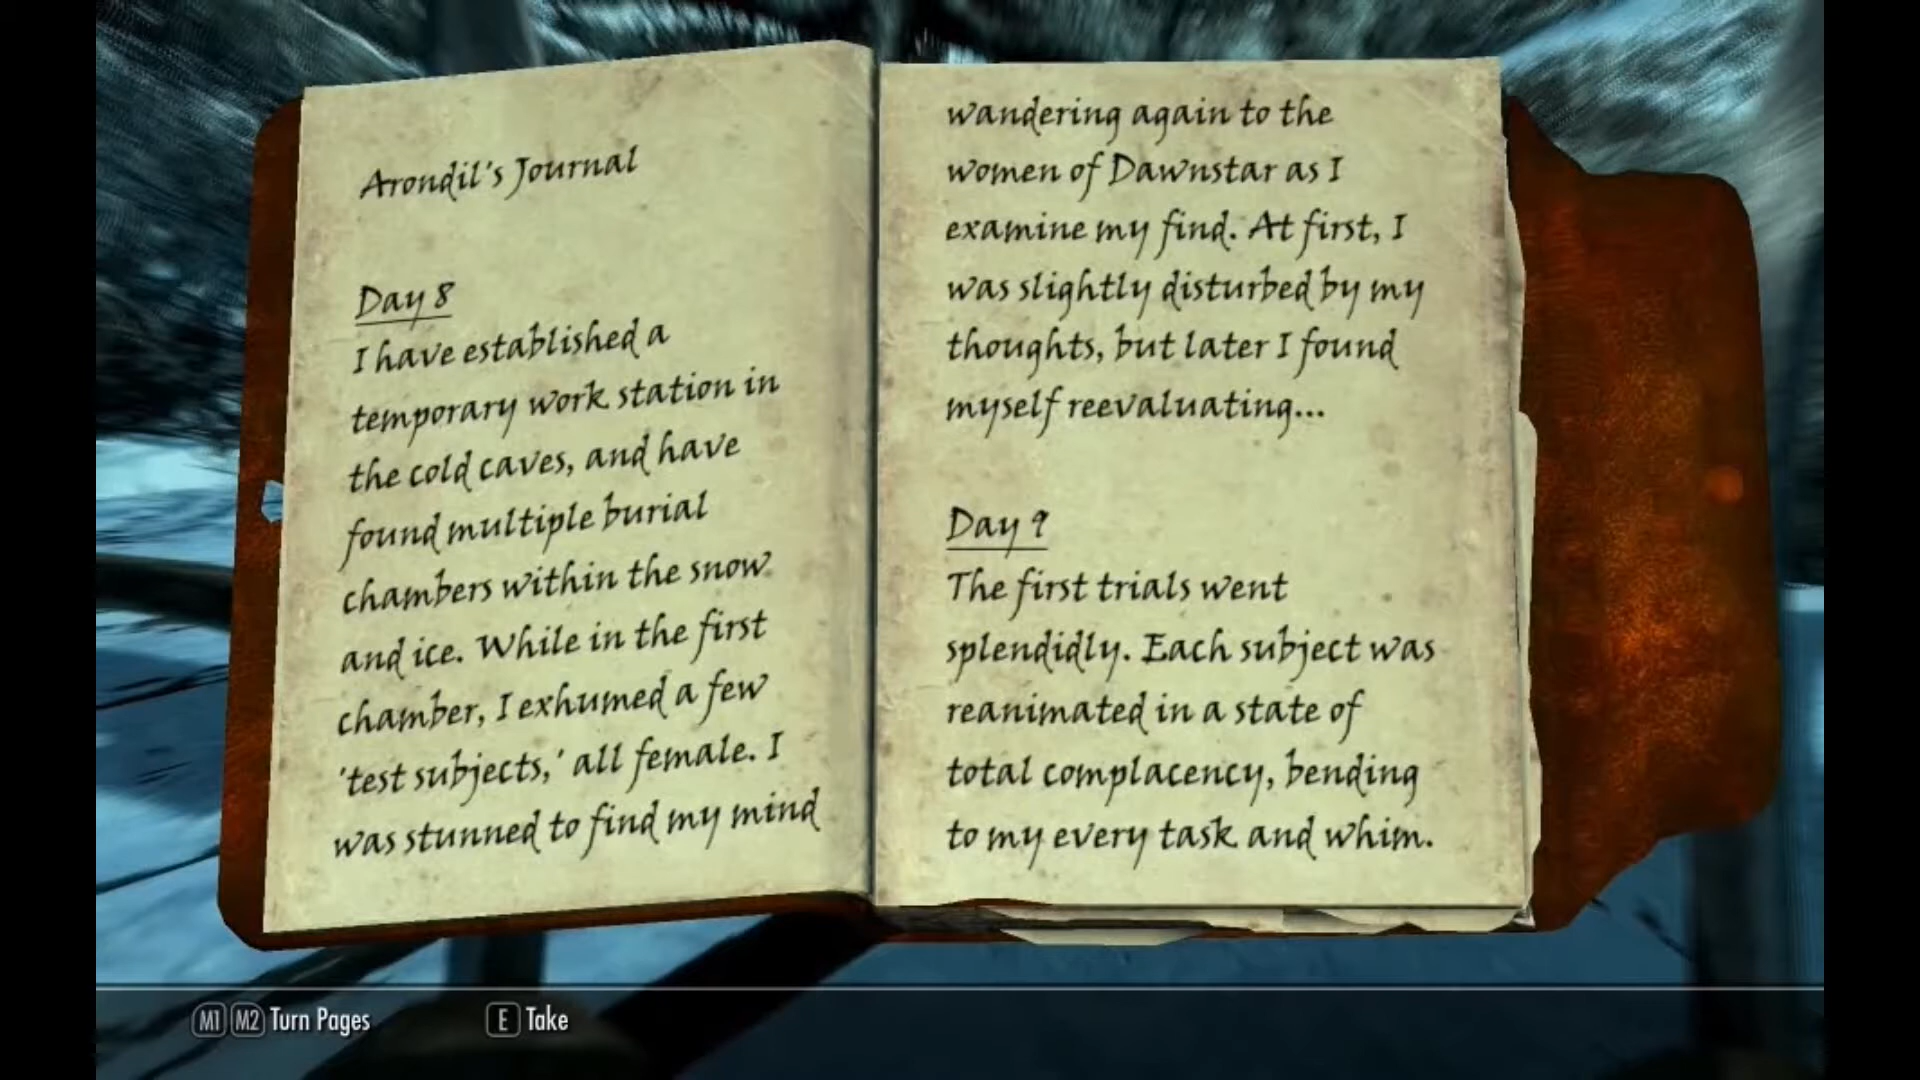 Arondil's Journal
Day 8
I have established a
temporary work station in
the cold caves, and have
found multiple burial
chambers within the snow
and ice. While in the first
chamber, I exhumed a few
'test subjects,' all female. I
was stunned to find my mind
wandering again to the
women of Dawnstar as I
examine my find. At first, I
was slightly disturbed by my
thoughts, but later I found
myself reevaluating...
Day 9
The first trials went
splendidly. Each subject was
reanimated in a state of
total complacency, bending
to my every task and whim.
M1 M2 Turn Pages
E Take